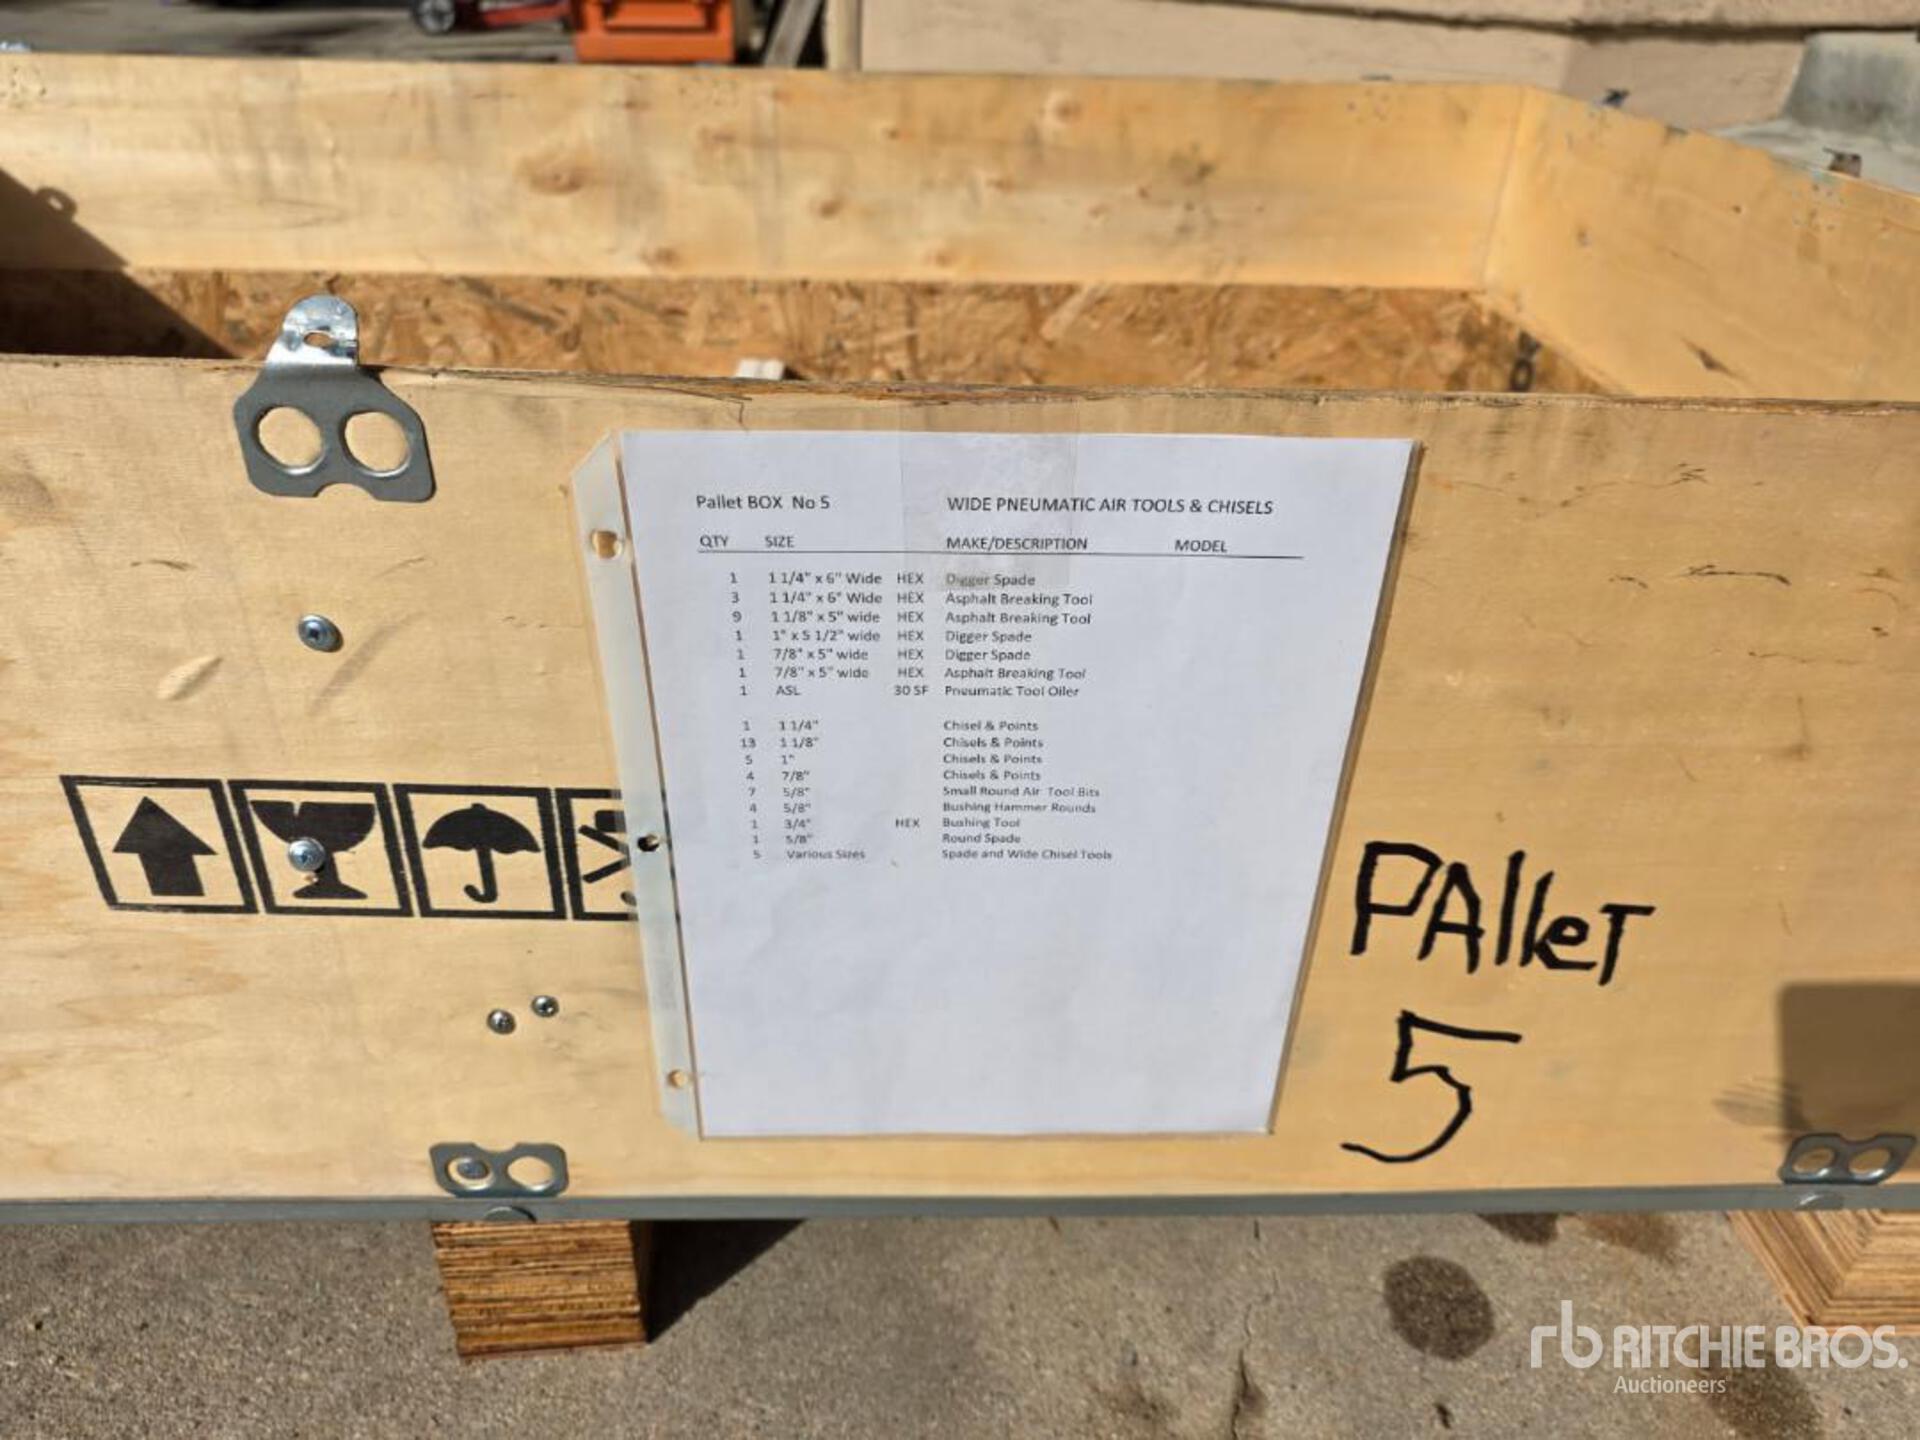 Pallet BOX No 5 WIDE PNEUMATIC AIR TOOLS & CHISELS
QTY SIZE MAKE/DESCRIPTION MODEL
1 1 1/4" x 6" Wide HEX Digger Spade
3 1 1/4" x 6" Wide HEX Asphalt Breaking Tool
9 1 1/8" x 5" wide HEX Asphalt Breaking Tool
1 1" x 5 1/2" wide HEX Digger Spade
1 7/8" x 5" wide HEX Digger Spade
1 7/8" x 5" wide HEX Asphalt Breaking Tool
1 ASL 30 SF Pneumatic Tool Oiler
1 1 1/4" Chisel & Points
13 1 1/8" Chisels & Points
5 1" Chisels & Points
4 7/8" Chisels & Points
7 5/8" Small Round Air Tool Bits
4 5/8" Bushing Hammer Rounds
1 3/4" HEX Bushing Tool
1 5/8" Round Spade
5 Various Sizes Spade and Wide Chisel Tools
PAlleT
5
rb RITCHIE BROS.
Auctioneers